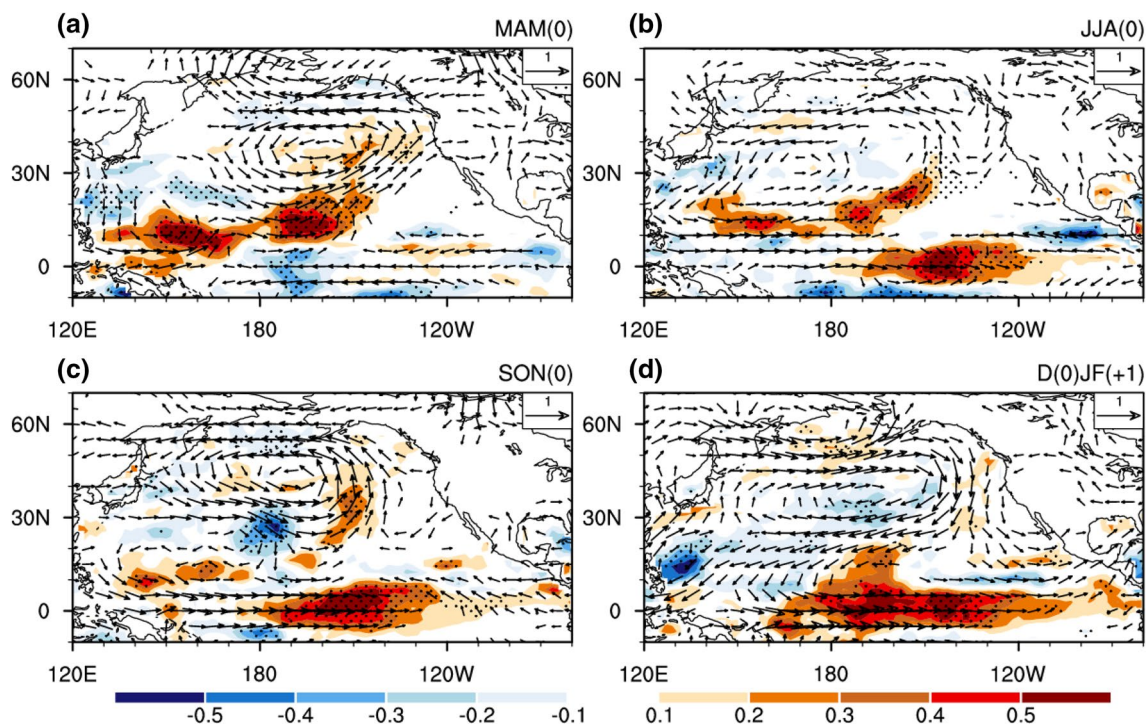 (a) MAM(0)
1
60N
30N
0
120E 180 120W
(b) JJA(0)
1
60N
30N
0
120E 180 120W
(c) SON(0)
1
60N
30N
0
120E 180 120W
(d) D(0)JF(+1)
1
60N
30N
0
120E 180 120W
-0.5 -0.4 -0.3 -0.2 -0.1 0.1 0.2 0.3 0.4 0.5